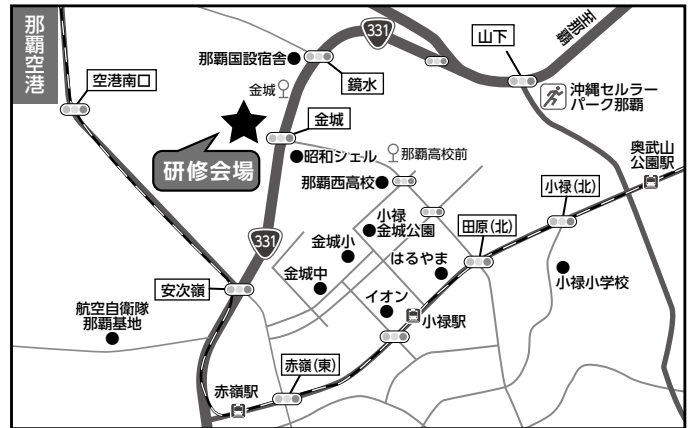 那覇空港
空港南口
那覇国設宿舎
鏡水
331
山下
至那覇
沖縄セルラー
パーク那覇
金城
金城
研修会場
昭和シェル
那覇高校前
那覇西高校
奥武山
公園駅
小禄(北)
小禄
金城公園
田原(北)
331
金城小
はるやま
小禄小学校
金城中
安次嶺
イオン
小禄駅
航空自衛隊
那覇基地
赤嶺(東)
赤嶺駅